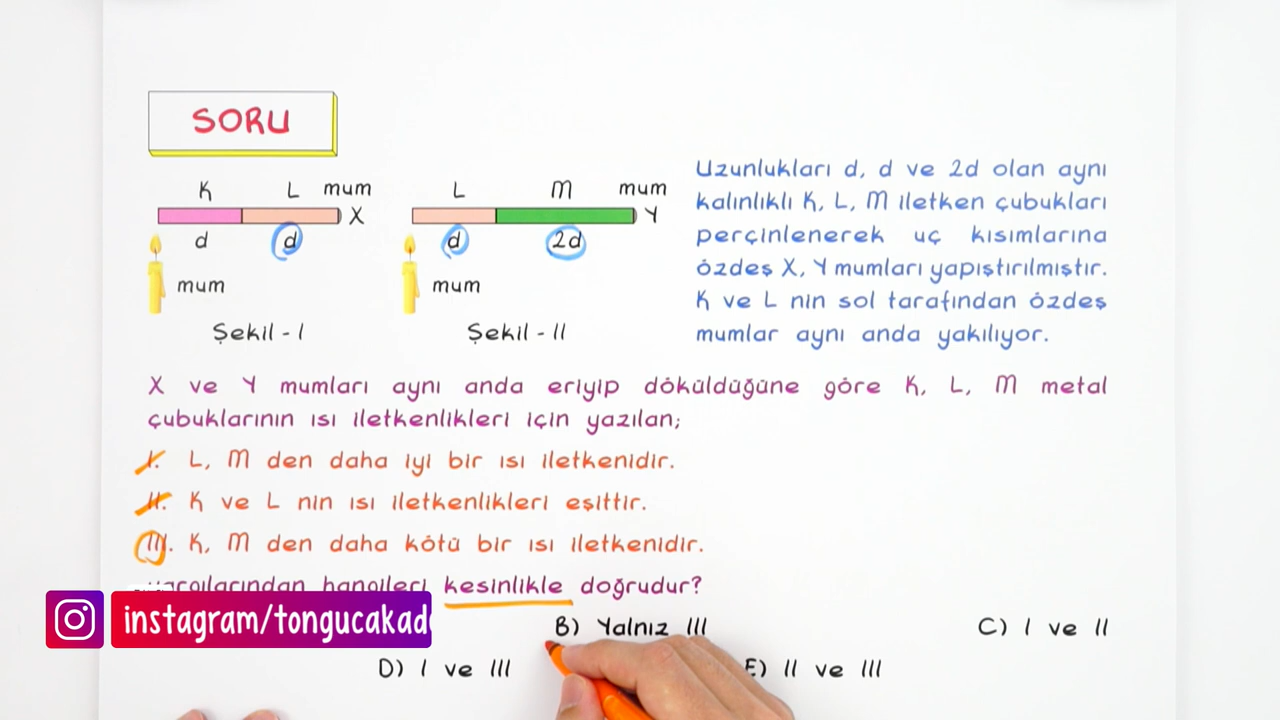 SORU
K L mum
X
d d
mum
Şekil - I
L M mum
Y
d 2d
mum
Şekil - II
Uzunlukları d, d ve 2d olan aynı
kalınlıklı K, L, M iletken çubukları
perçinlenerek uç kısımlarına
özdeş X, Y mumları yapıştırılmıştır.
K ve L nin sol tarafından özdeş
mumlar aynı anda yakılıyor.
X ve Y mumları aynı anda eriyip döküldüğüne göre K, L, M metal
çubuklarının ısı iletkenlikleri için yazılan;
I. L, M den daha iyi bir ısı iletkenidir.
II. K ve L nin ısı iletkenlikleri eşittir.
III. K, M den daha kötü bir ısı iletkenidir.
yargılarından hangileri kesinlikle doğrudur?
instagram/tongucakad
B) Yalnız III
C) I ve II
D) I ve III
E) II ve III